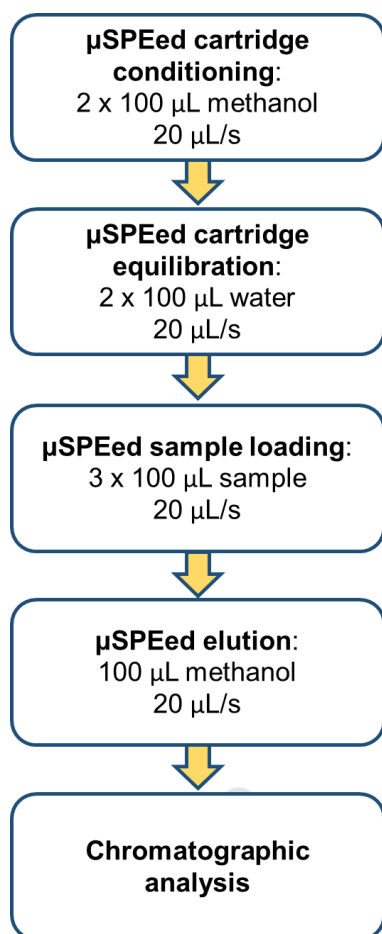 µSPEed cartridge
conditioning:
2 x 100 µL methanol
20 µL/s
µSPEed cartridge
equilibration:
2 x 100 µL water
20 µL/s
µSPEed sample loading:
3 x 100 µL sample
20 µL/s
µSPEed elution:
100 µL methanol
20 µL/s
Chromatographic
analysis